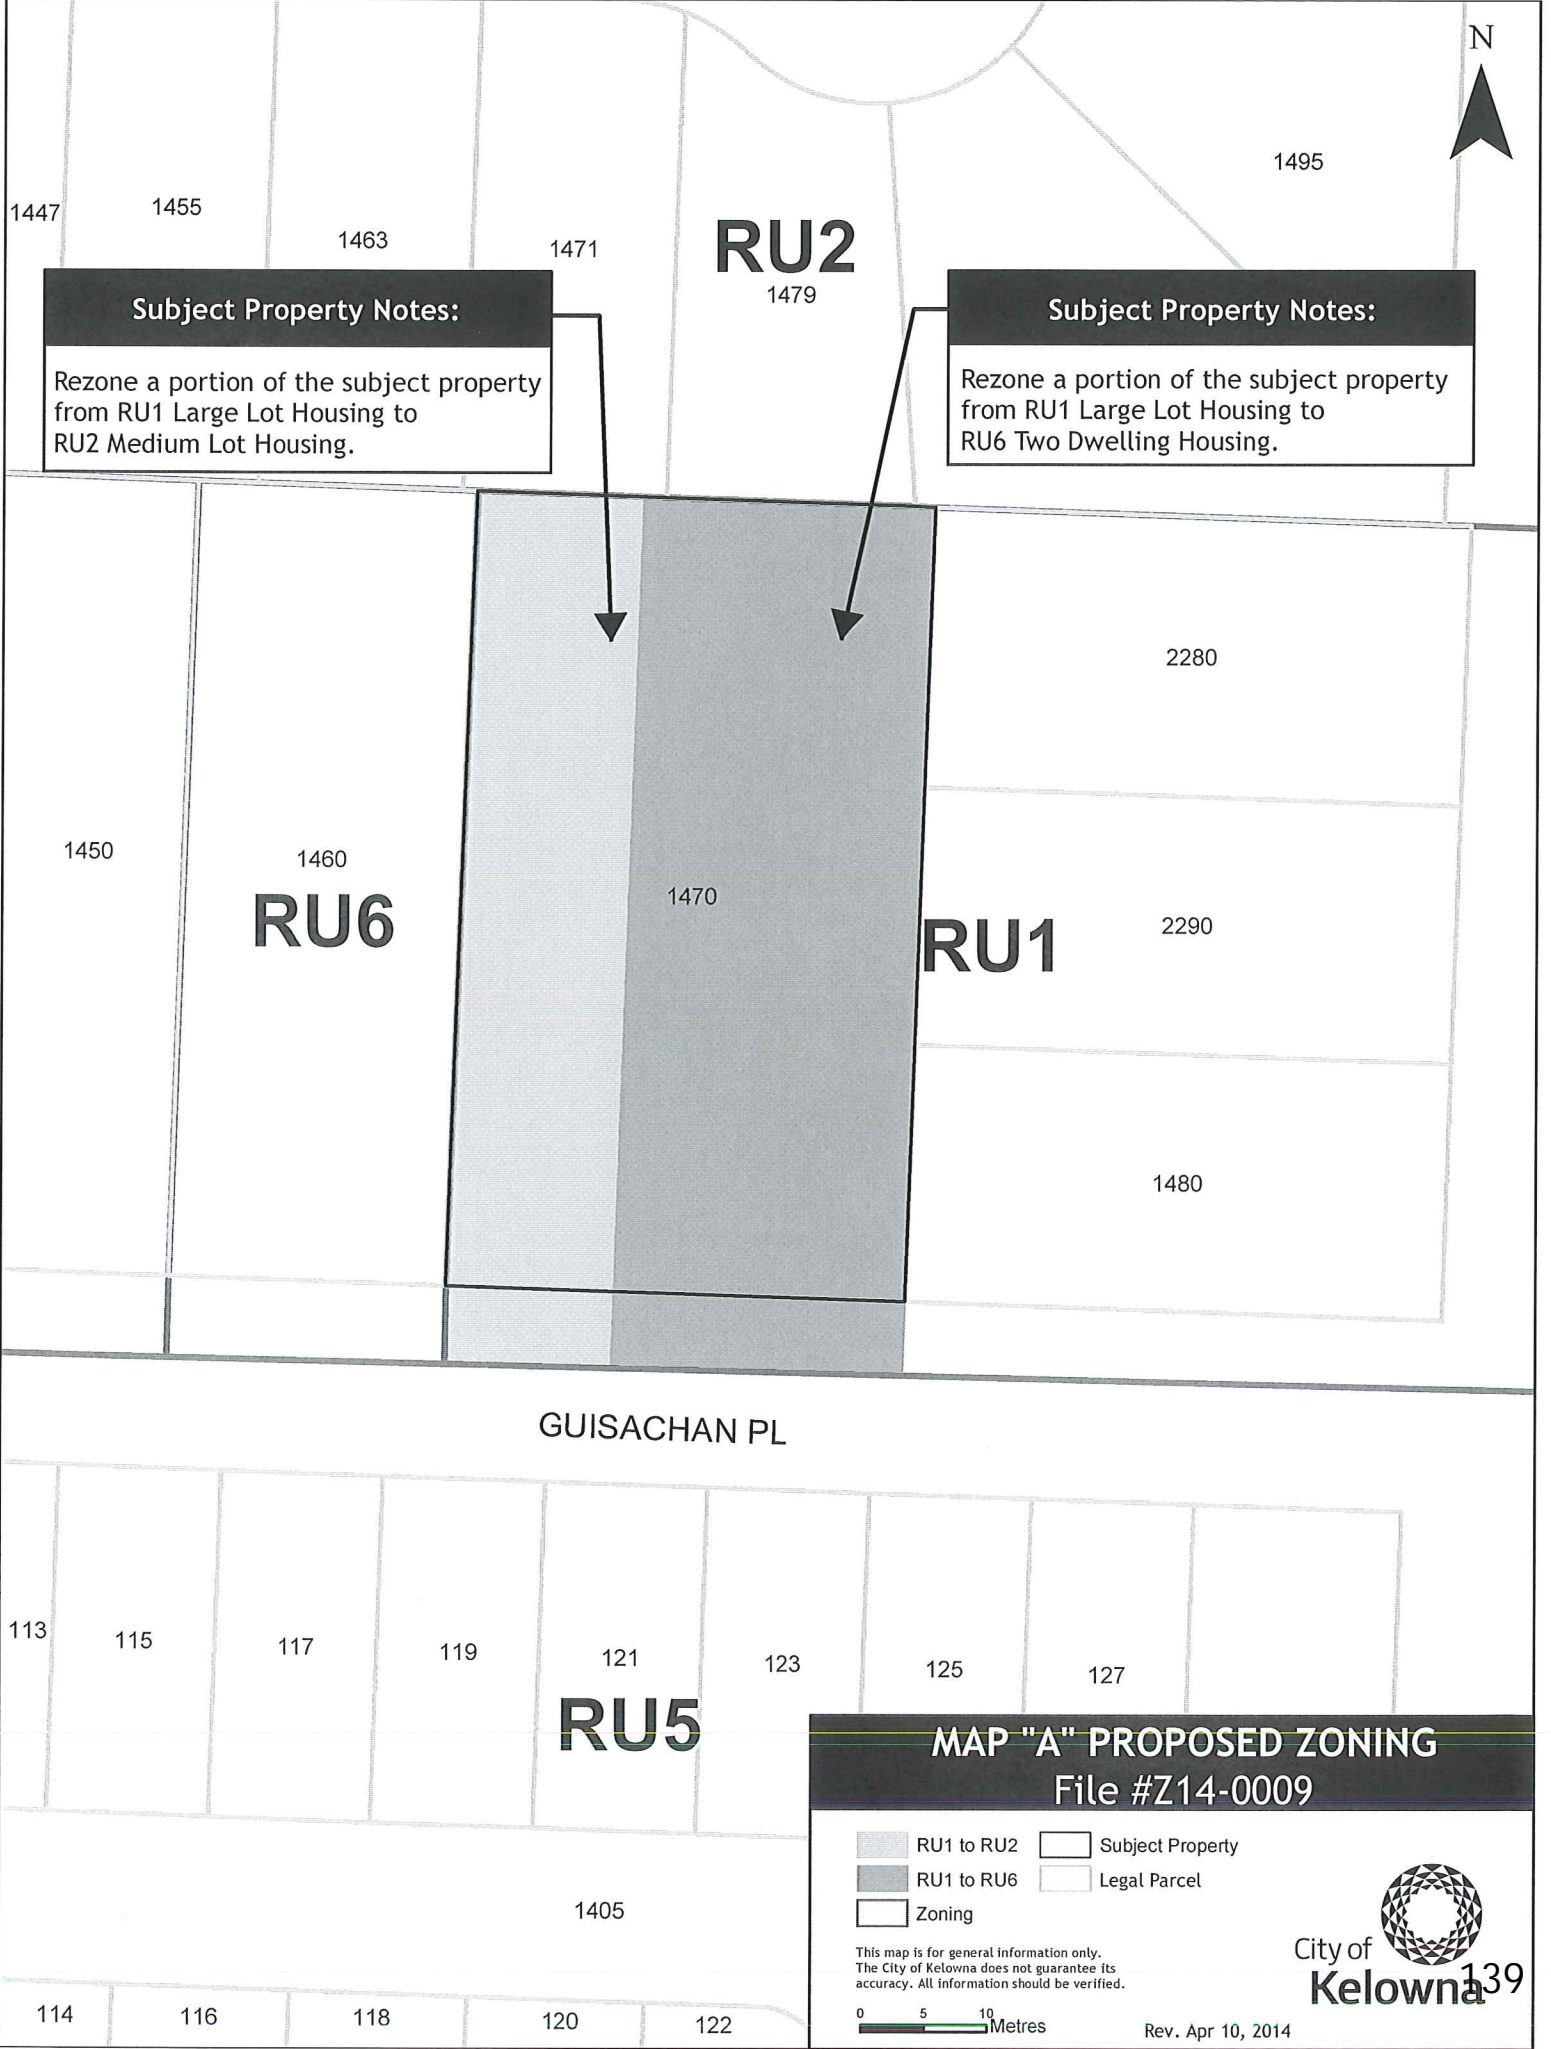 N
1495
1447
1455
1463
1471
RU2
1479
Subject Property Notes:
Rezone a portion of the subject property
from RU1 Large Lot Housing to
RU2 Medium Lot Housing.
Subject Property Notes:
Rezone a portion of the subject property
from RU1 Large Lot Housing to
RU6 Two Dwelling Housing.
2280
1450
1460
RU6
1470
RU1
2290
1480
GUISACHAN PL
113
115
117
119
121
123
125
127
RU5
1405
114
116
118
120
122
MAP "A" PROPOSED ZONING
File #Z14-0009
RU1 to RU2
Subject Property
RU1 to RU6
Legal Parcel
Zoning
This map is for general information only.
The City of Kelowna does not guarantee its
accuracy. All information should be verified.
0 5 10
Metres
City of
Kelowna
139
Rev. Apr 10, 2014